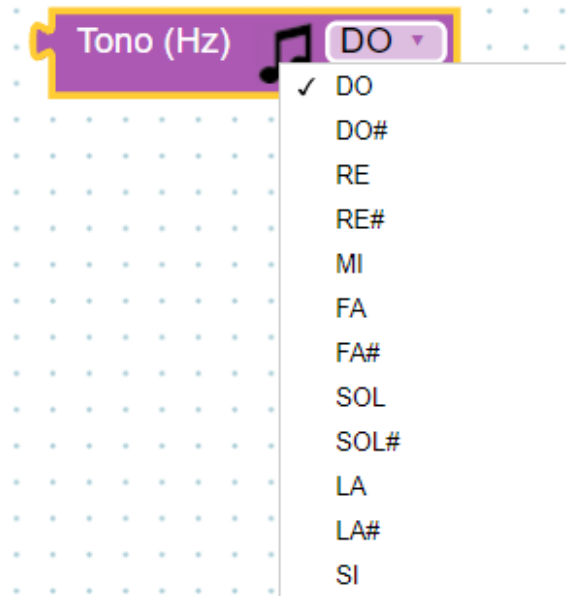 Tono (Hz) DO
✓ DO
DO#
RE
RE#
MI
FA
FA#
SOL
SOL#
LA
LA#
SI